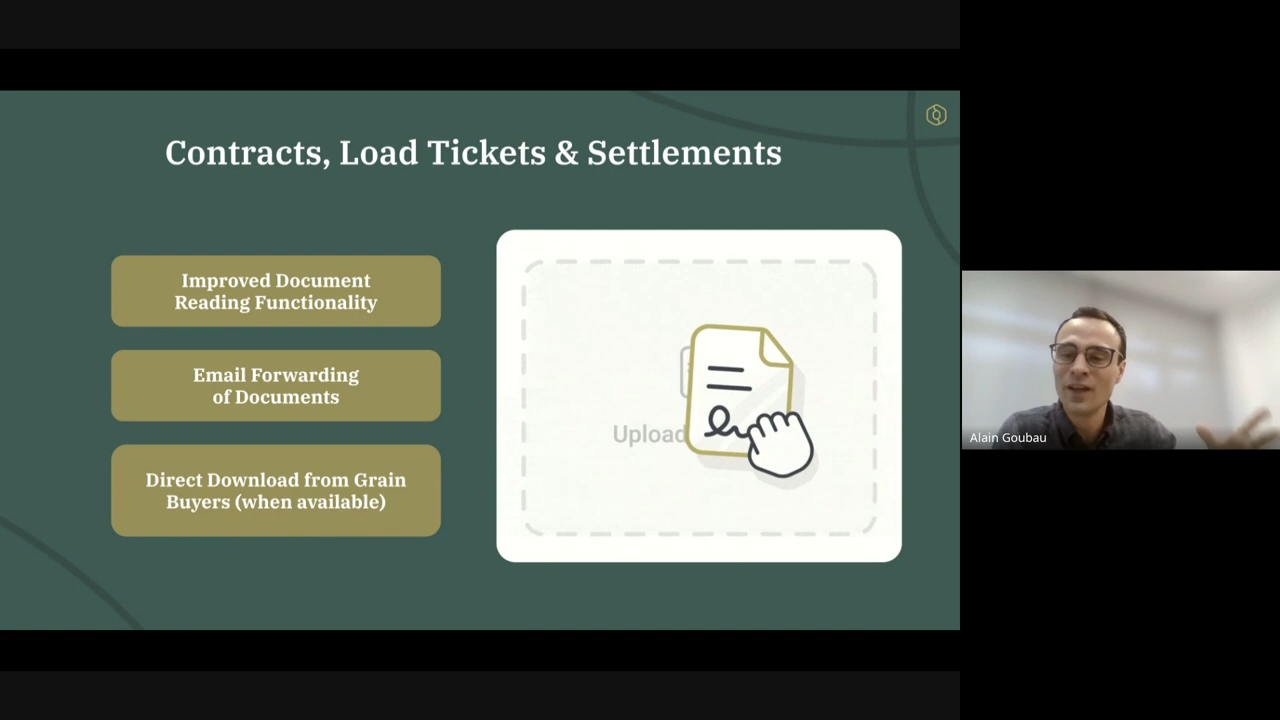 Contracts, Load Tickets & Settlements
Improved Document
Reading Functionality
Email Forwarding
of Documents
Direct Download from Grain
Buyers (when available)
Upload
Alain Goubau